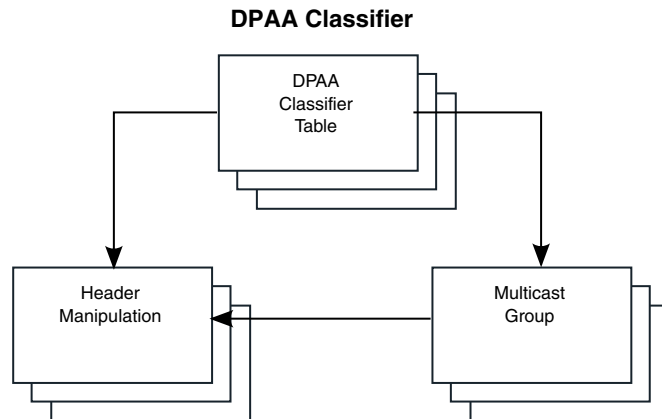 DPAA Classifier
DPAA
Classifier
Table
Header
Manipulation
Multicast
Group